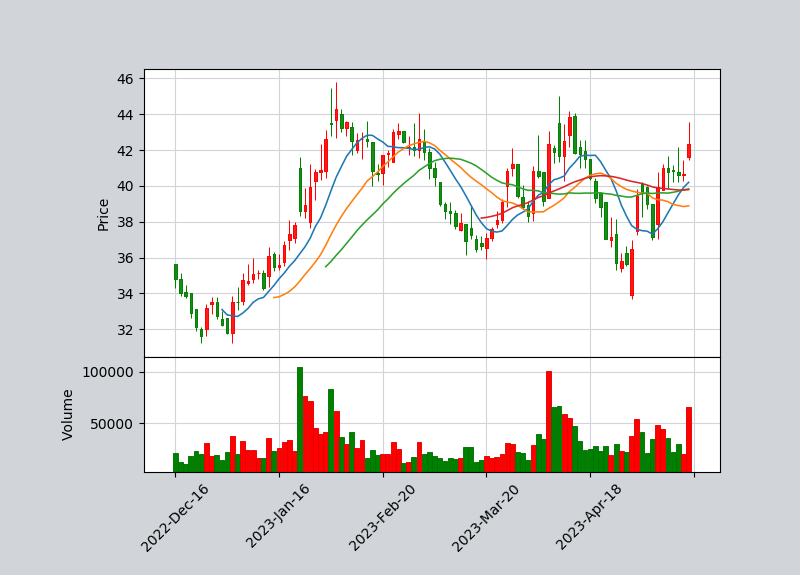 46
44
42
40
38
36
34
32
Price
100000
50000
Volume
2022-Dec-16
2023-Jan-16
2023-Feb-20
2023-Mar-20
2023-Apr-18